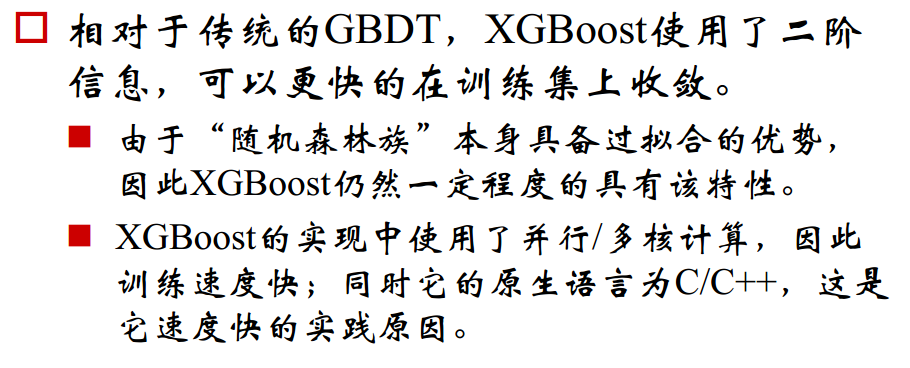 相对于传统的GBDT，XGBoost使用了二阶
信息，可以更快的在训练集上收敛。
由于“随机森林族”本身具备过拟合的优势，
因此XGBoost仍然一定程度的具有该特性。
XGBoost的实现中使用了并行/多核计算，因此
训练速度快；同时它的原生语言为C/C++，这是
它速度快的实践原因。